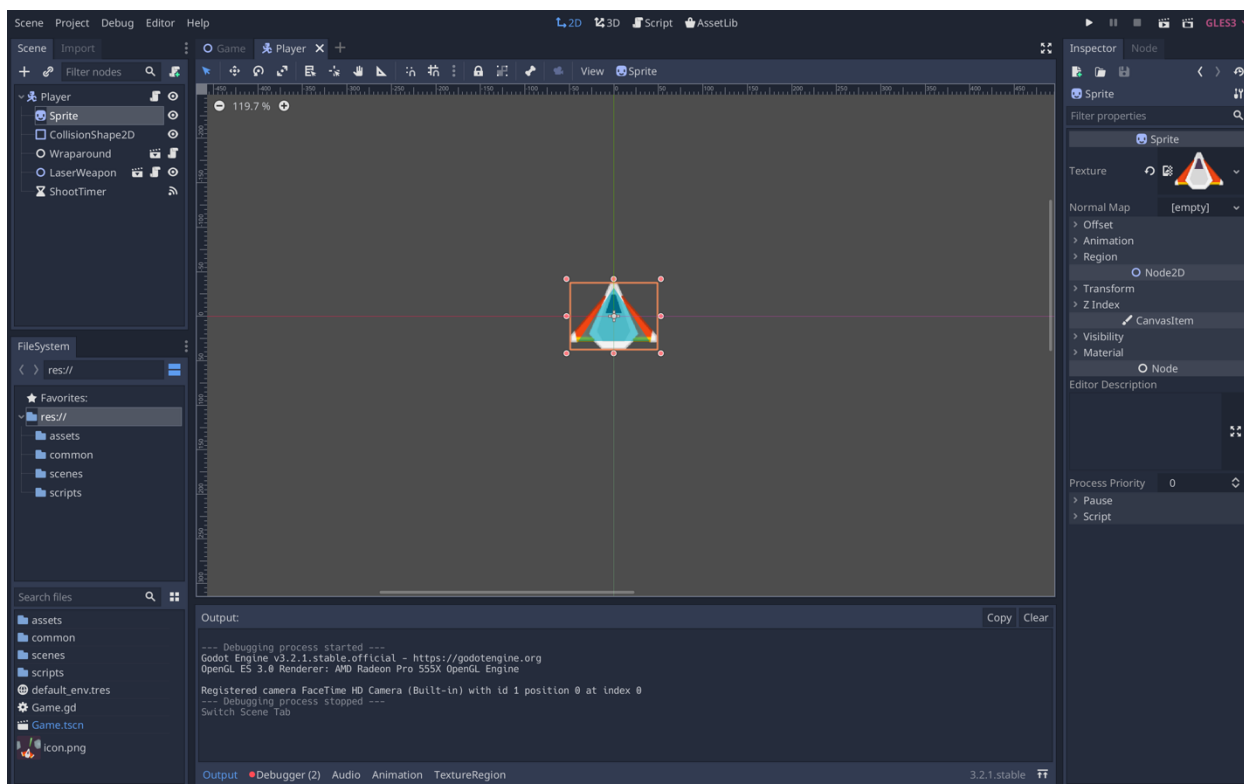 Scene Project Debug Editor Help
2D 3D Script AssetLib
GLES3
Scene Import
Game Player
Inspector Node
Filter nodes
View Sprite
Player
Sprite
CollisionShape2D
Wraparound
LaserWeapon
ShootTimer
119.7 %
FileSystem
res://
Favorites:
res://
assets
common
scenes
scripts
Search files
assets
common
scenes
scripts
default_env.tres
Game.gd
Game.tscn
icon.png
Output:
Copy Clear
--- Debugging process started ---
Godot Engine v3.2.1.stable.official - https://godotengine.org
OpenGL ES 3.0 Renderer: AMD Radeon Pro 555X OpenGL Engine
Registered camera FaceTime HD Camera (Built-in) with id 1 position 0 at index 0
--- Debugging process stopped ---
Switch Scene Tab
Output Debugger (2) Audio Animation TextureRegion
3.2.1.stable
Sprite
Filter properties
Sprite
Texture
Normal Map [empty]
Offset
Animation
Region
Node2D
Transform
Z Index
CanvasItem
Visibility
Material
Node
Editor Description
Process Priority 0
Pause
Script